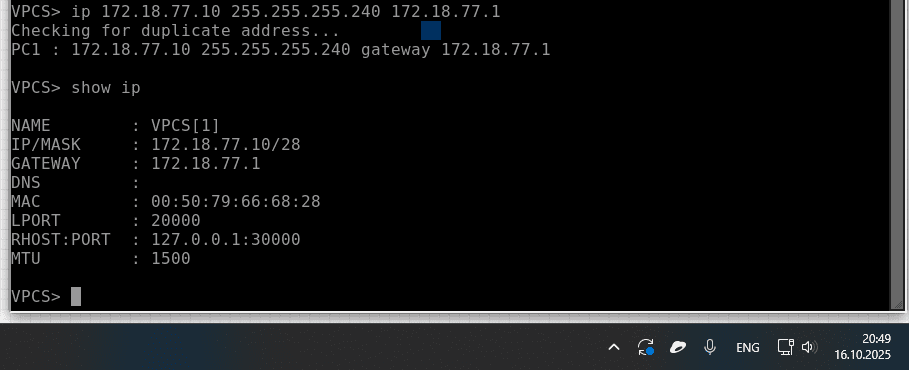 VPCS> ip 172.18.77.10 255.255.255.240 172.18.77.1
Checking for duplicate address...
PC1 : 172.18.77.10 255.255.255.240 gateway 172.18.77.1
VPCS> show ip
NAME        : VPCS[1]
IP/MASK     : 172.18.77.10/28
GATEWAY     : 172.18.77.1
DNS         :
MAC         : 00:50:79:66:68:28
LPORT       : 20000
RHOST:PORT  : 127.0.0.1:30000
MTU         : 1500
VPCS>
ENG
20:49
16.10.2025